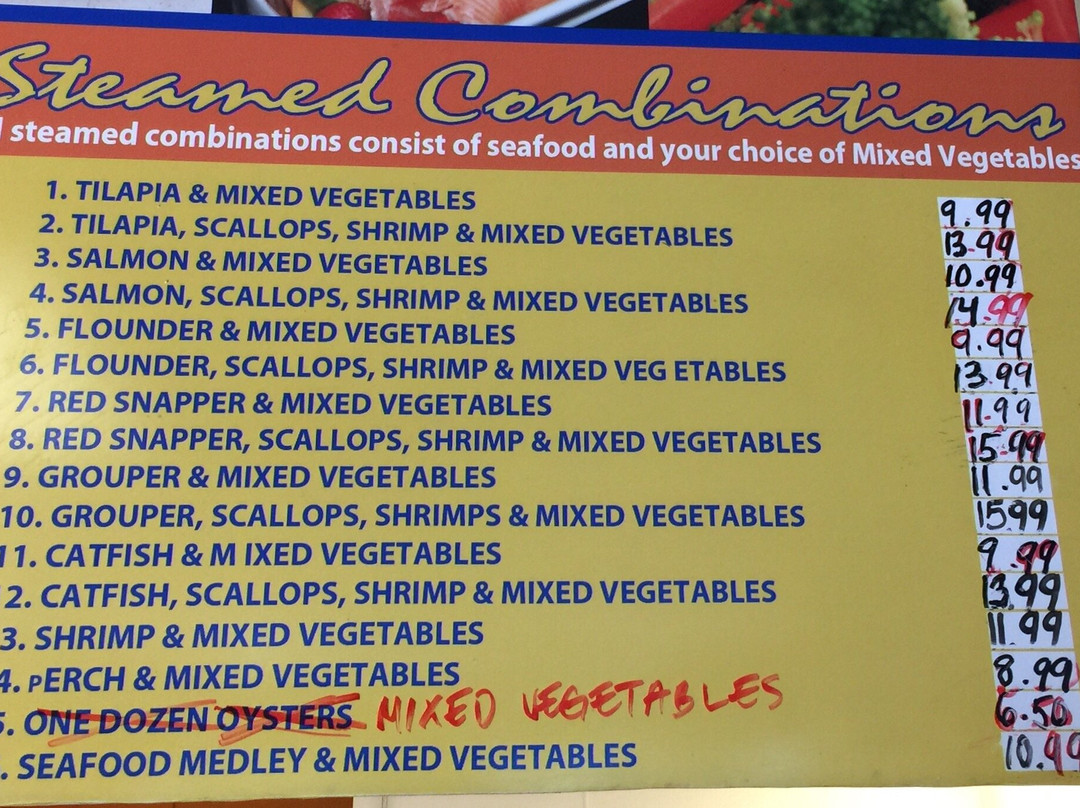 Steamed Combinations
steamed combinations consist of seafood and your choice of Mixed Vegetables
1. TILAPIA & MIXED VEGETABLES 9.99
2. TILAPIA, SCALLOPS, SHRIMP & MIXED VEGETABLES 13.99
3. SALMON & MIXED VEGETABLES 10.99
4. SALMON, SCALLOPS, SHRIMP & MIXED VEGETABLES 14.99
5. FLOUNDER & MIXED VEGETABLES 9.99
6. FLOUNDER, SCALLOPS, SHRIMP & MIXED VEG ETABLES 13.99
7. RED SNAPPER & MIXED VEGETABLES 11.99
8. RED SNAPPER, SCALLOPS, SHRIMP & MIXED VEGETABLES 15.99
9. GROUPER & MIXED VEGETABLES 11.99
10. GROUPER, SCALLOPS, SHRIMPS & MIXED VEGETABLES 15.99
11. CATFISH & M IXED VEGETABLES 9.99
2. CATFISH, SCALLOPS, SHRIMP & MIXED VEGETABLES 13.99
3. SHRIMP & MIXED VEGETABLES 11.99
4. PERCH & MIXED VEGETABLES 8.99
5. ONE DOZEN OYSTERS MIXED VEGETABLES 6.50
. SEAFOOD MEDLEY & MIXED VEGETABLES 10.99